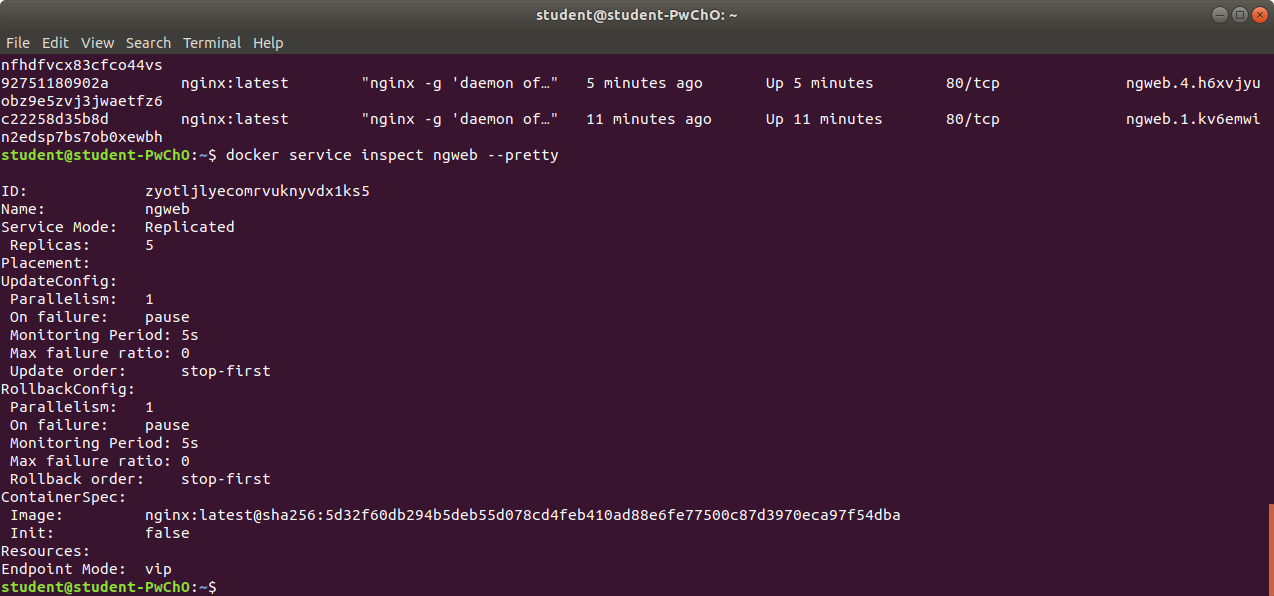 student@student-PwChO: ~
File Edit View Search Terminal Help
nfhdfvcx83cfco44vs
92751180902a        nginx:latest        "nginx -g 'daemon of…"   5 minutes ago       Up 5 minutes        80/tcp              ngweb.4.h6xvjyu
obz9e5zvj3jwaetfz6
c22258d35b8d        nginx:latest        "nginx -g 'daemon of…"   11 minutes ago      Up 11 minutes       80/tcp              ngweb.1.kv6emwi
n2edsp7bs7ob0xewbh
student@student-PwChO:~$ docker service inspect ngweb --pretty
ID:             zyotljlyecomrvuknyvdx1ks5
Name:           ngweb
Service Mode:   Replicated
 Replicas:      5
Placement:
UpdateConfig:
 Parallelism:   1
 On failure:    pause
 Monitoring Period: 5s
 Max failure ratio: 0
 Update order:      stop-first
RollbackConfig:
 Parallelism:   1
 On failure:    pause
 Monitoring Period: 5s
 Max failure ratio: 0
 Rollback order:    stop-first
ContainerSpec:
 Image:         nginx:latest@sha256:5d32f60db294b5deb55d078cd4feb410ad88e6fe77500c87d3970eca97f54dba
 Init:          false
Resources:
Endpoint Mode:  vip
student@student-PwChO:~$